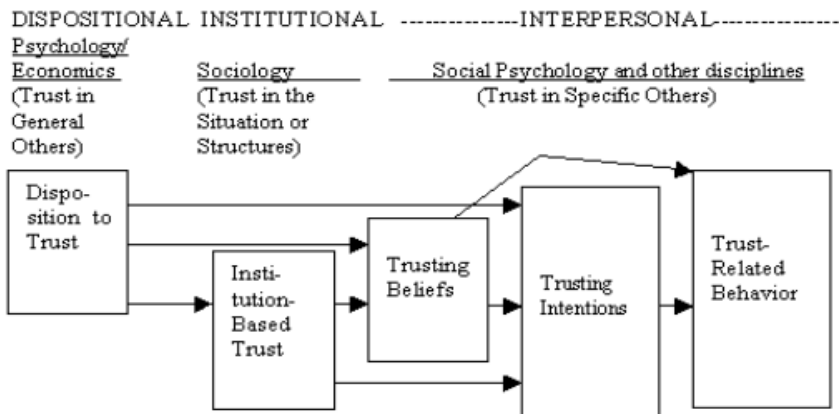 DISPOSITIONAL INSTITUTIONAL ---------------INTERPERSONAL---------------
Psychology/
Economics Sociology Social Psychology and other disciplines
(Trust in (Trust in the (Trust in Specific Others)
General Situation or
Others) Structures)
Dispo-
sition to
Trust
Insti-
tution-
Based
Trust
Trusting
Beliefs
Trusting
Intentions
Trust-
Related
Behavior